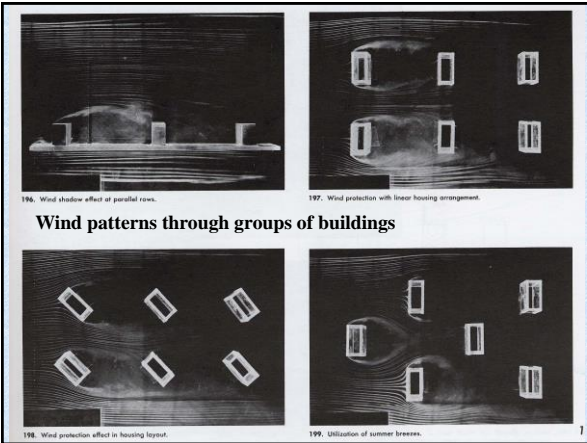 196. Wind shadow effect at parallel rows.
197. Wind protection with linear housing arrangement.
Wind patterns through groups of buildings
198. Wind protection effect in housing layout.
199. Utilization of summer breezes.
1